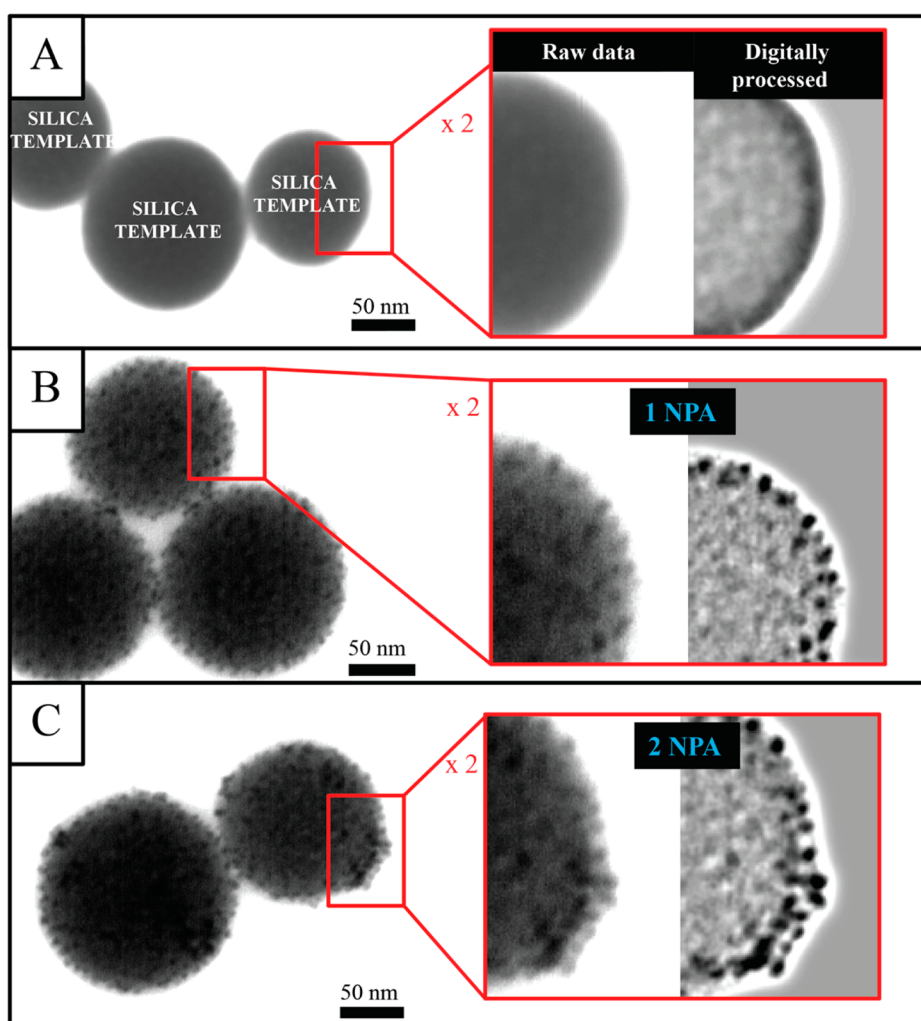 A
SILICA
TEMPLATE
SILICA
TEMPLATE
SILICA
TEMPLATE
50 nm
x 2
Raw data
Digitally
processed
B
50 nm
x 2
1 NPA
C
50 nm
x 2
2 NPA